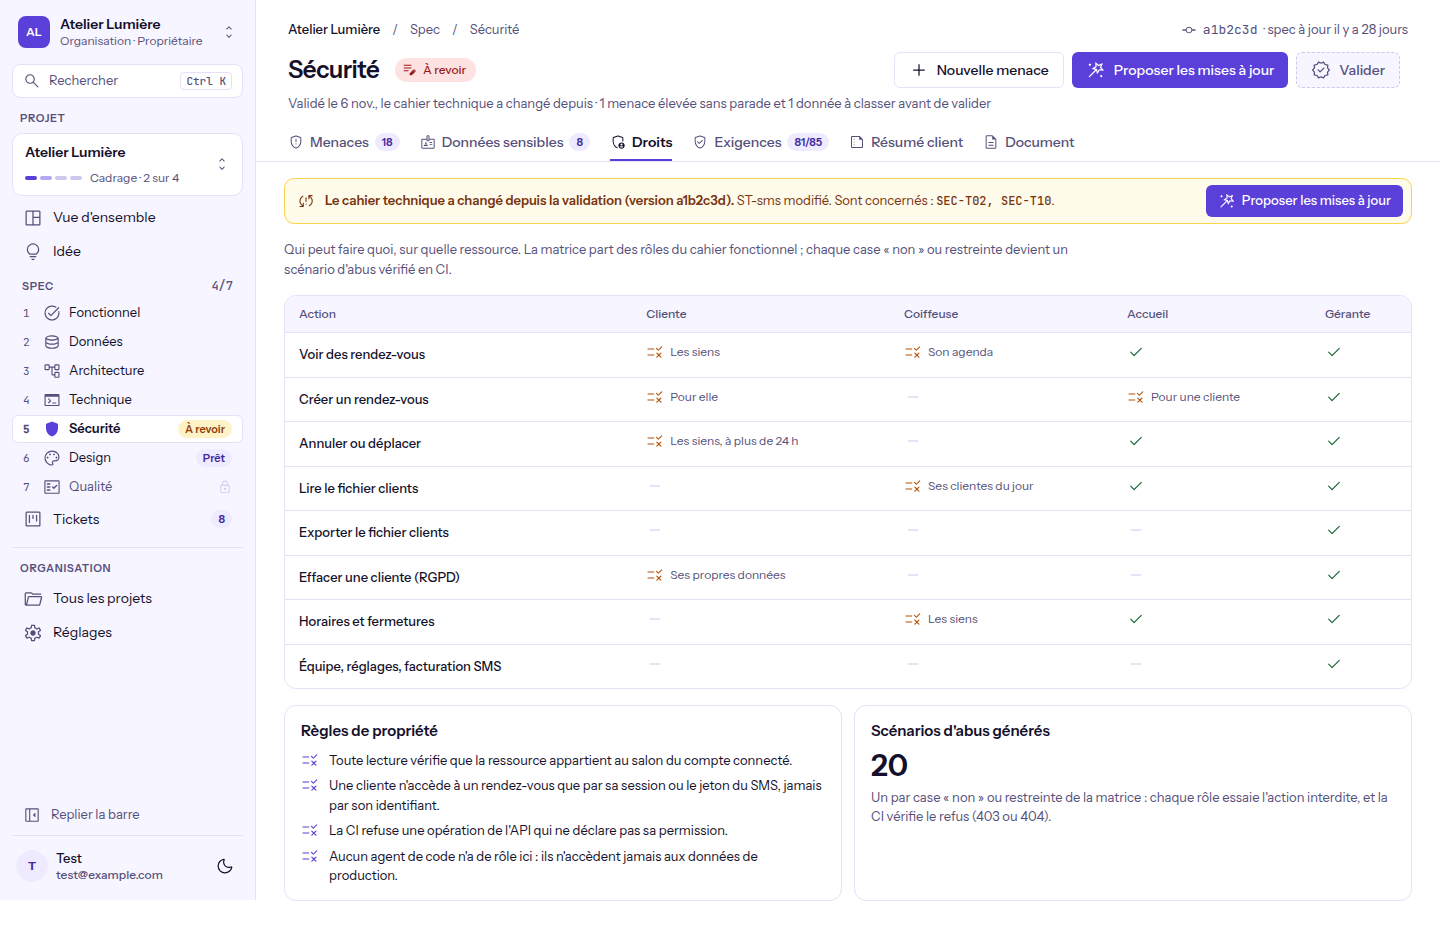 AL
Atelier Lumière
Organisation · Propriétaire
Rechercher
Ctrl K
PROJET
Atelier Lumière
Cadrage · 2 sur 4
Vue d'ensemble
Idée
SPEC 4/7
1 Fonctionnel
2 Données
3 Architecture
4 Technique
5 Sécurité À revoir
6 Design Prêt
7 Qualité
Tickets 8
ORGANISATION
Tous les projets
Réglages
Replier la barre
T
Test
test@example.com
Atelier Lumière / Spec / Sécurité
a1b2c3d · spec à jour il y a 28 jours
Sécurité
À revoir
Nouvelle menace
Proposer les mises à jour
Valider
Validé le 6 nov., le cahier technique a changé depuis · 1 menace élevée sans parade et 1 donnée à classer avant de valider
Menaces 18
Données sensibles 8
Droits
Exigences 81/85
Résumé client
Document
Le cahier technique a changé depuis la validation (version a1b2c3d). ST-sms modifié. Sont concernés : SEC-T02, SEC-T10.
Proposer les mises à jour
Qui peut faire quoi, sur quelle ressource. La matrice part des rôles du cahier fonctionnel ; chaque case « non » ou restreinte devient un
scénario d'abus vérifié en CI.
Action Cliente Coiffeuse Accueil Gérante
Voir des rendez-vous Les siens Son agenda
Créer un rendez-vous Pour elle — Pour une cliente
Annuler ou déplacer Les siens, à plus de 24 h —
Lire le fichier clients — Ses clientes du jour
Exporter le fichier clients — — —
Effacer une cliente (RGPD) Ses propres données — —
Horaires et fermetures — Les siens
Équipe, réglages, facturation SMS — — —
Règles de propriété
Toute lecture vérifie que la ressource appartient au salon du compte connecté.
Une cliente n'accède à un rendez-vous que par sa session ou le jeton du SMS, jamais
par son identifiant.
La CI refuse une opération de l'API qui ne déclare pas sa permission.
Aucun agent de code n'a de rôle ici : ils n'accèdent jamais aux données de
production.
Scénarios d'abus générés
20
Un par case « non » ou restreinte de la matrice : chaque rôle essaie l'action interdite, et la
CI vérifie le refus (403 ou 404).